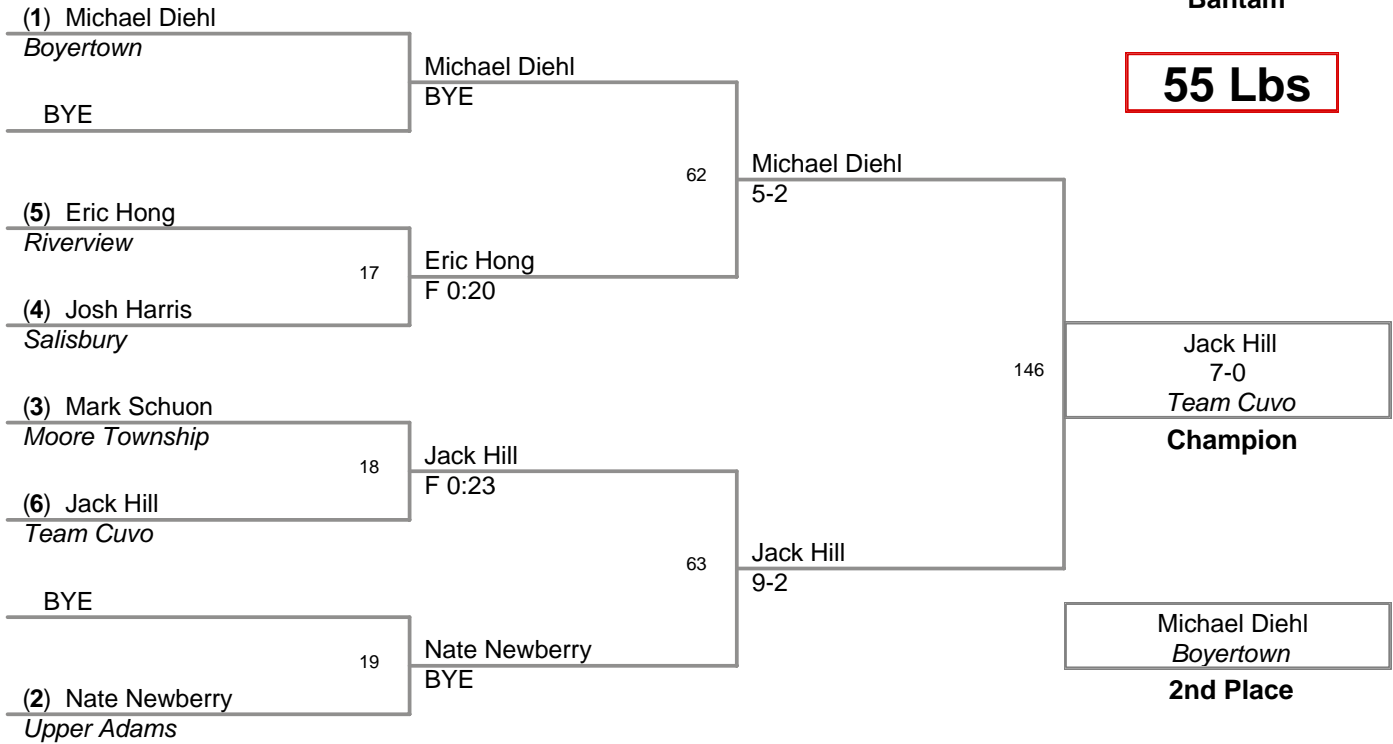 Bantam
55 Lbs
(1) Michael Diehl
Boyertown
BYE
(5) Eric Hong
Riverview
17
(4) Josh Harris
Salisbury
(3) Mark Schuon
Moore Township
18
(6) Jack Hill
Team Cuvo
BYE
19
(2) Nate Newberry
Upper Adams
Michael Diehl
BYE
62
Eric Hong
F 0:20
Jack Hill
F 0:23
63
Nate Newberry
BYE
Michael Diehl
5-2
146
Jack Hill
9-2
Jack Hill
7-0
Team Cuvo
Champion
Michael Diehl
Boyertown
2nd Place